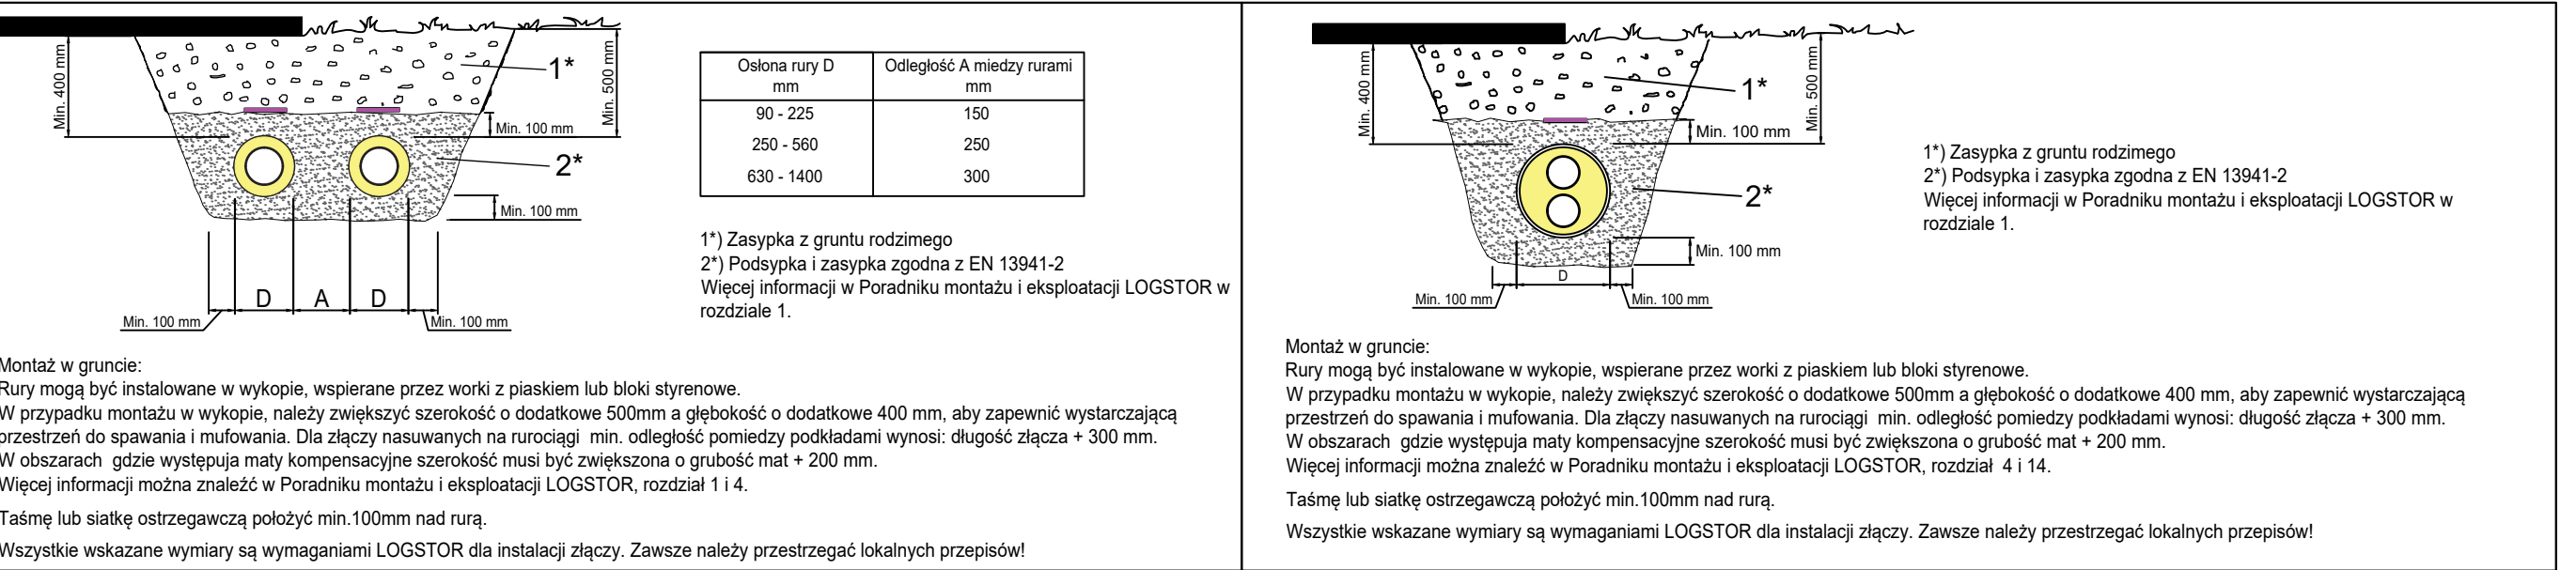 Min. 400 mm
Min. 500 mm
1*
Min. 100 mm
2*
Min. 100 mm
D A D
Min. 100 mm
Min. 100 mm
Osłona rury D
mm
Odległość A miedzy rurami
mm
90 - 225 150
250 - 560 250
630 - 1400 300
1*) Zasypka z gruntu rodzimego
2*) Podsypka i zasypka zgodna z EN 13941-2
Więcej informacji w Poradniku montażu i eksploatacji LOGSTOR w
rozdziale 1.
Montaż w gruncie:
Rury mogą być instalowane w wykopie, wspierane przez worki z piaskiem lub bloki styrenowe.
W przypadku montażu w wykopie, należy zwiększyć szerokość o dodatkowe 500mm a głębokość o dodatkowe 400 mm, aby zapewnić wystarczającą
przestrzeń do spawania i mufowania. Dla złączy nasuwanych na rurociągi  min. odległość pomiedzy podkładami wynosi: długość złącza + 300 mm.
W obszarach  gdzie występuja maty kompensacyjne szerokość musi być zwiększona o grubość mat + 200 mm.
Więcej informacji można znaleźć w Poradniku montażu i eksploatacji LOGSTOR, rozdział 1 i 4.
Taśmę lub siatkę ostrzegawczą położyć min.100mm nad rurą.
Wszystkie wskazane wymiary są wymaganiami LOGSTOR dla instalacji złączy. Zawsze należy przestrzegać lokalnych przepisów!
Min. 400 mm
Min. 500 mm
1*
Min. 100 mm
2*
Min. 100 mm
D
Min. 100 mm
Min. 100 mm
1*) Zasypka z gruntu rodzimego
2*) Podsypka i zasypka zgodna z EN 13941-2
Więcej informacji w Poradniku montażu i eksploatacji LOGSTOR w
rozdziale 1.
Montaż w gruncie:
Rury mogą być instalowane w wykopie, wspierane przez worki z piaskiem lub bloki styrenowe.
W przypadku montażu w wykopie, należy zwiększyć szerokość o dodatkowe 500mm a głębokość o dodatkowe 400 mm, aby zapewnić wystarczającą
przestrzeń do spawania i mufowania. Dla złączy nasuwanych na rurociągi  min. odległość pomiedzy podkładami wynosi: długość złącza + 300 mm.
W obszarach  gdzie występuja maty kompensacyjne szerokość musi być zwiększona o grubość mat + 200 mm.
Więcej informacji można znaleźć w Poradniku montażu i eksploatacji LOGSTOR, rozdział  4 i 14.
Taśmę lub siatkę ostrzegawczą położyć min.100mm nad rurą.
Wszystkie wskazane wymiary są wymaganiami LOGSTOR dla instalacji złączy. Zawsze należy przestrzegać lokalnych przepisów!